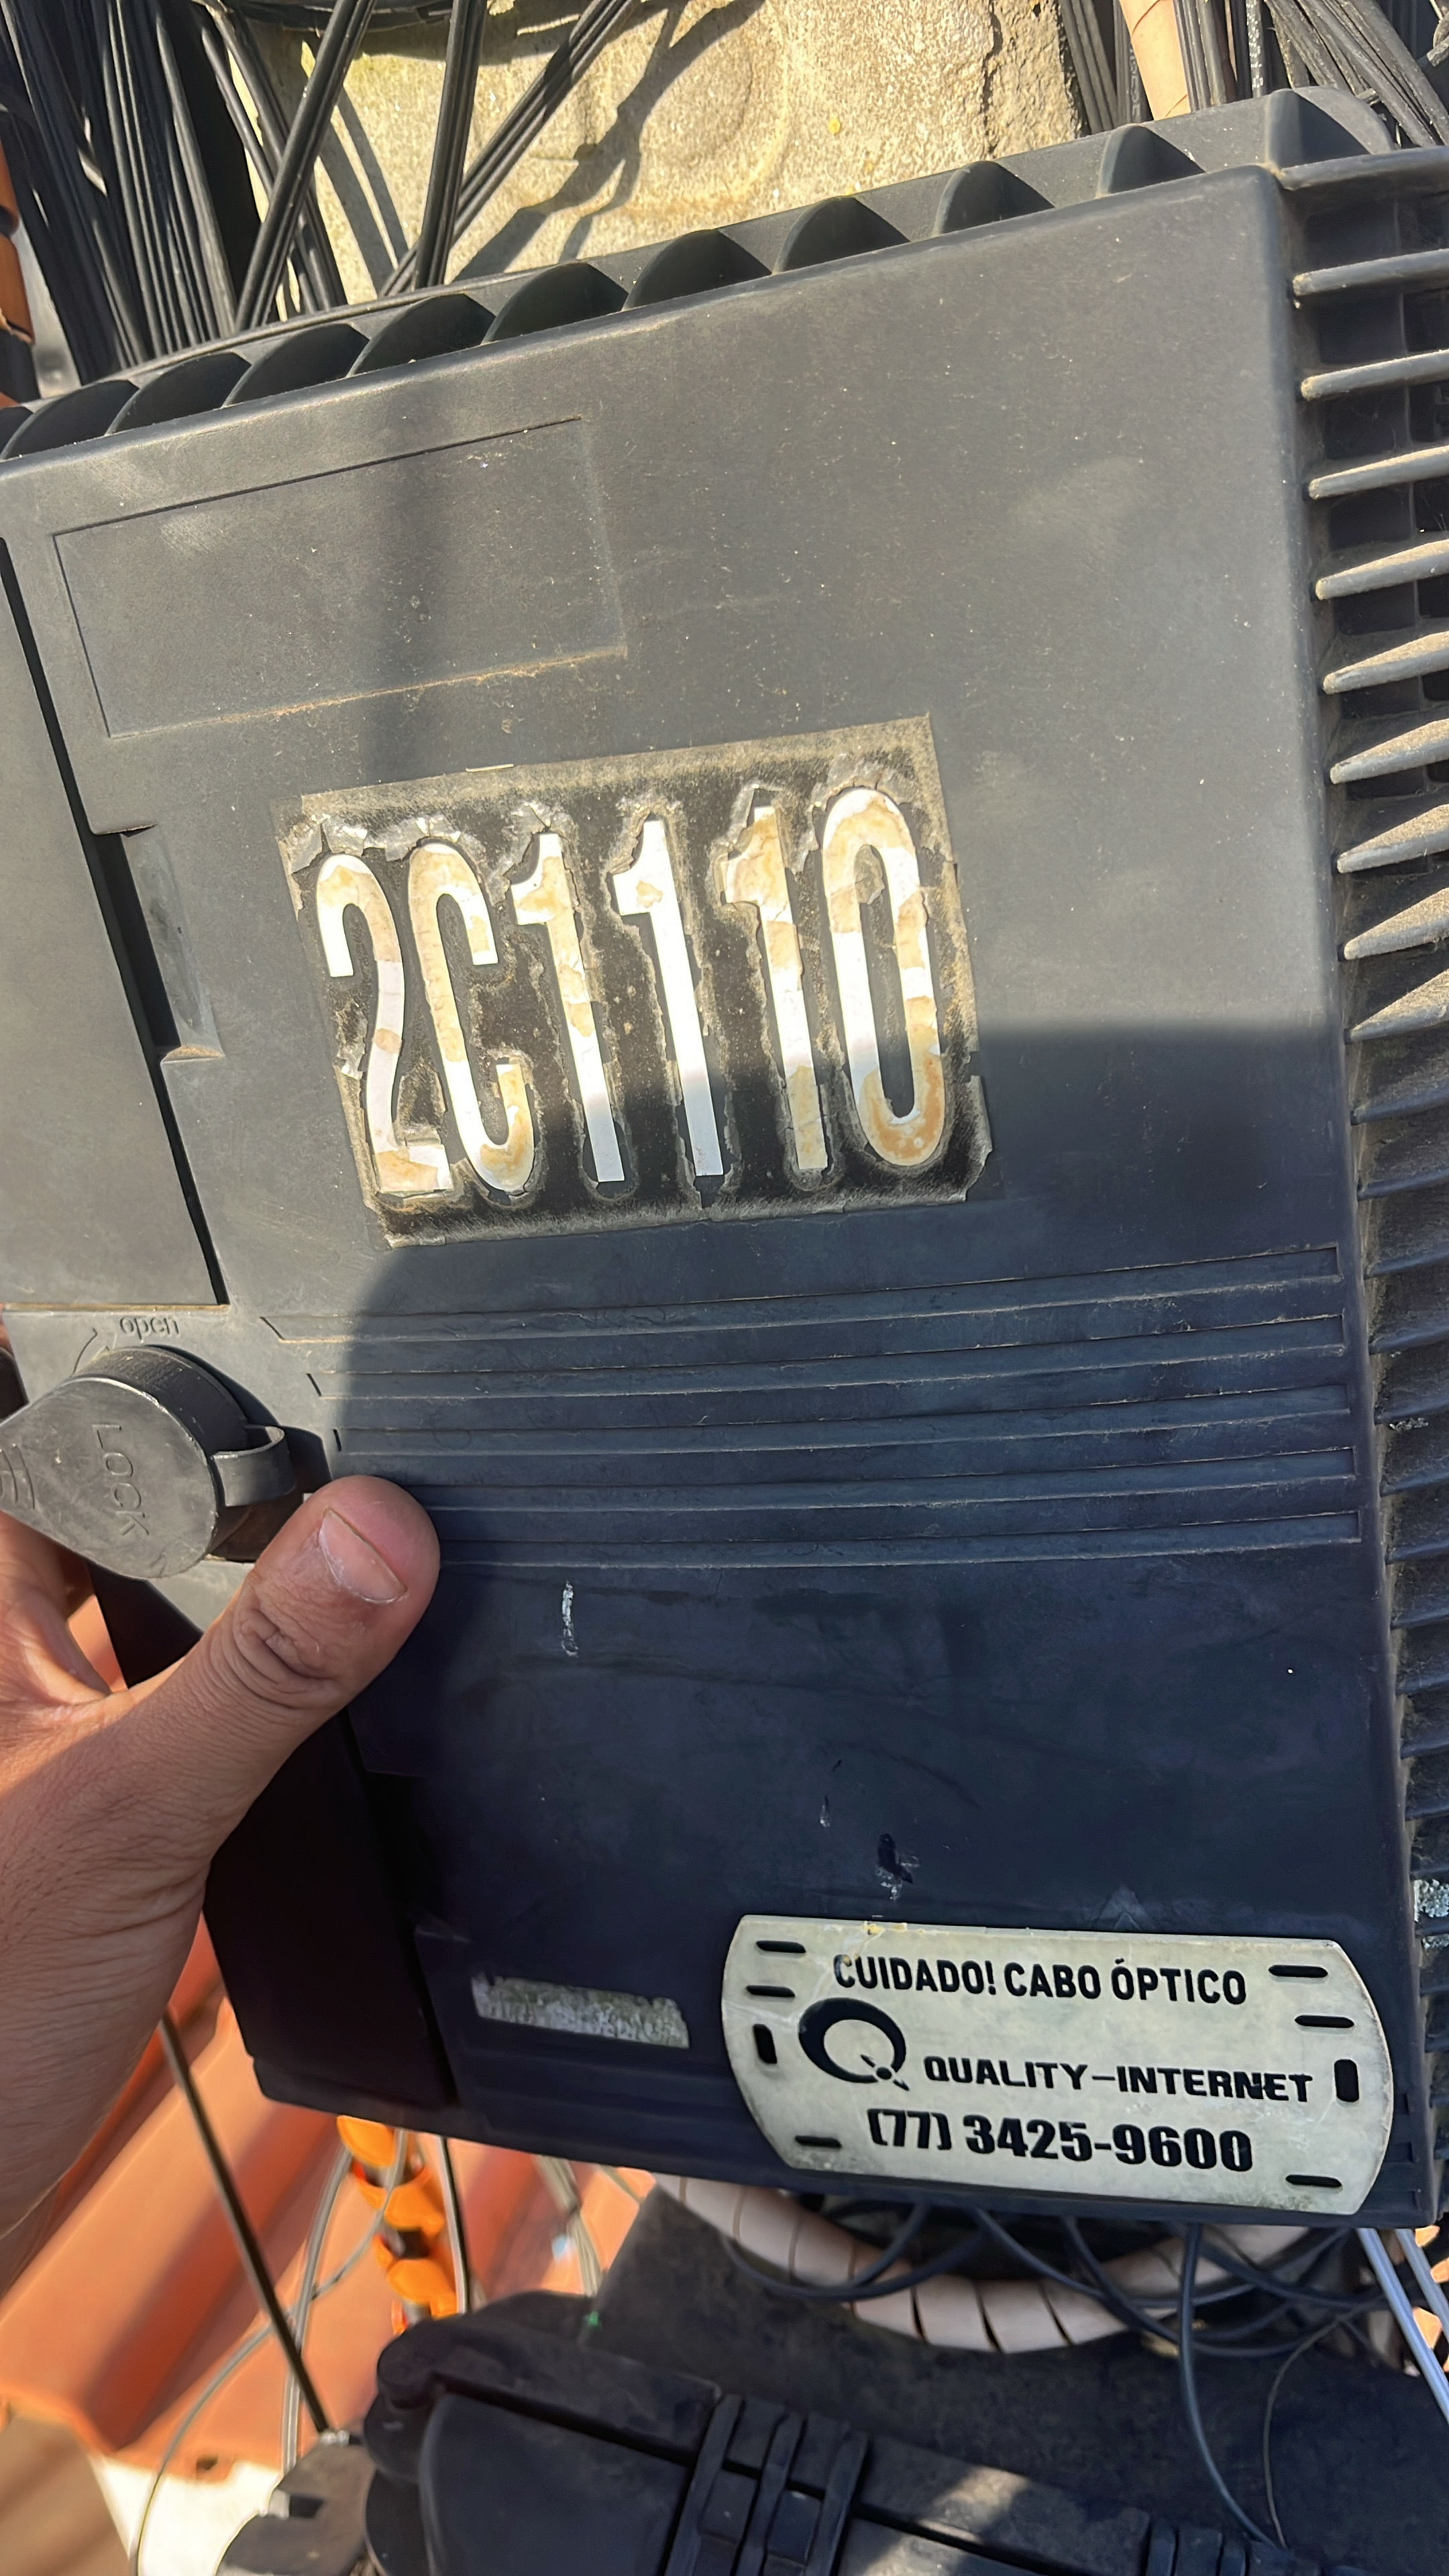 2C1110
open
LOCK
CUIDADO! CABO ÓPTICO
QUALITY-INTERNET
(77) 3425-9600